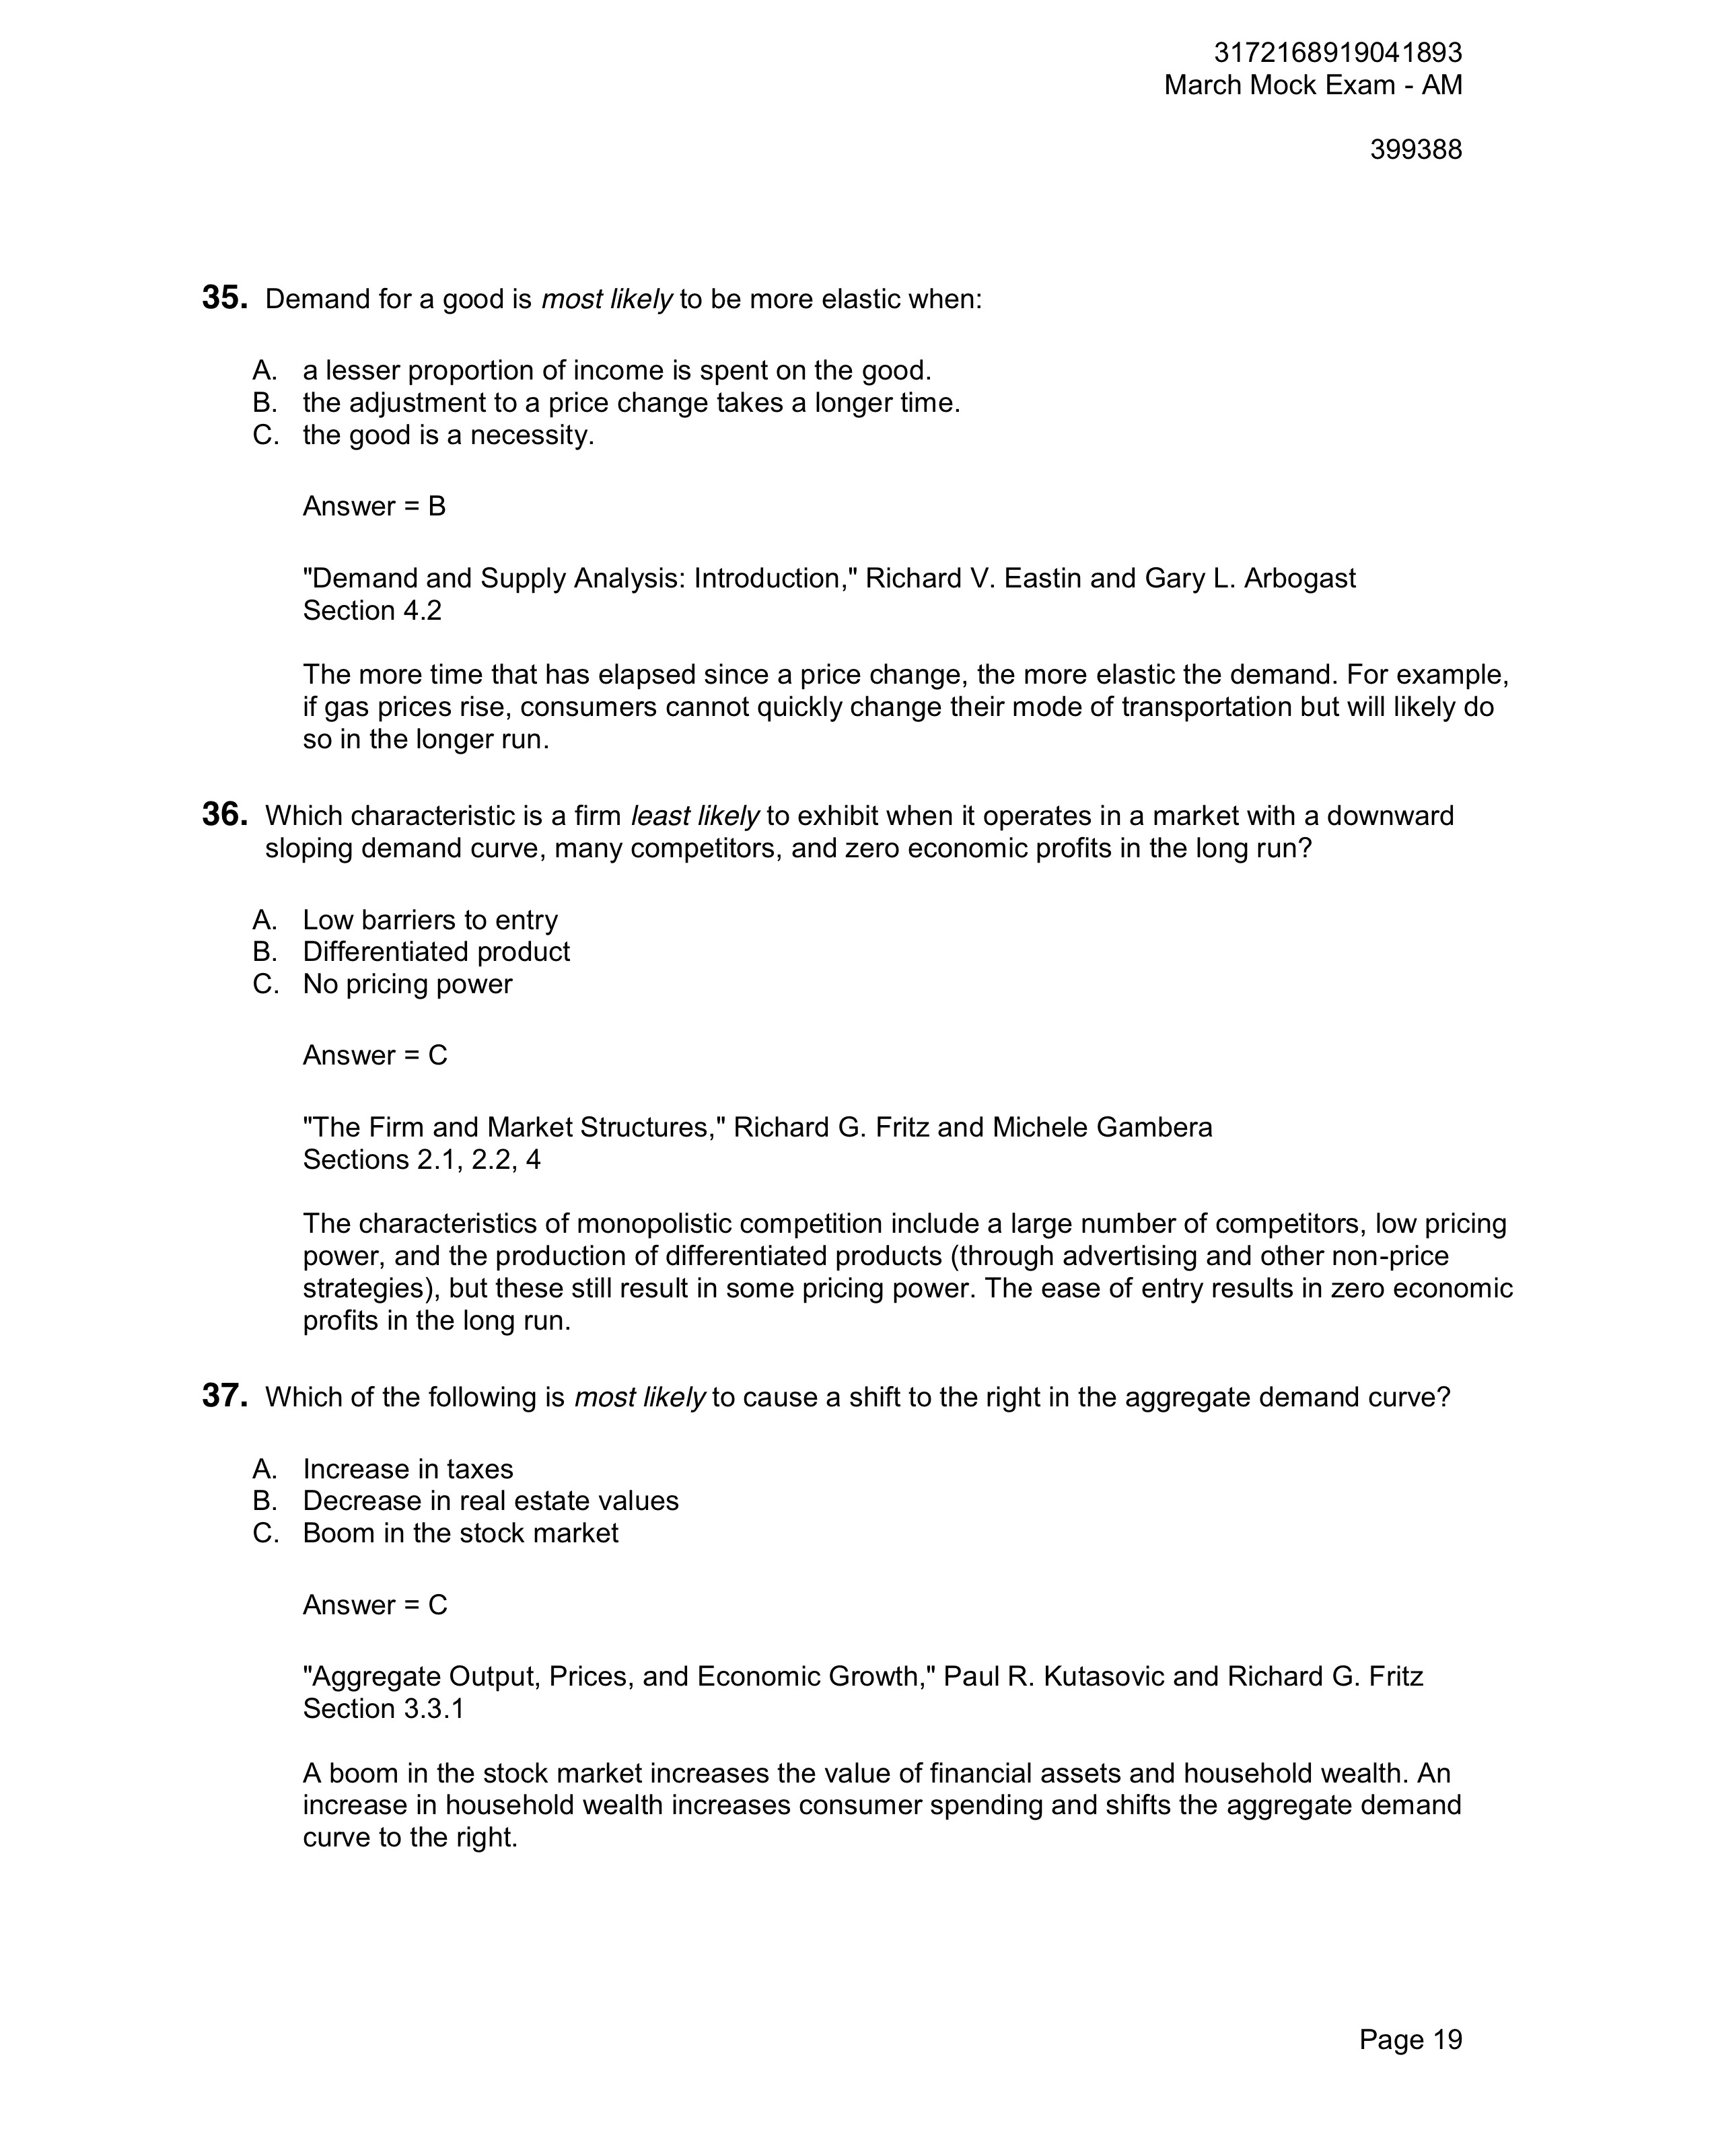 3172168919041893
March Mock Exam - AM
399388
35. Demand for a good is most likely to be more elastic when:
A. a lesser proportion of income is spent on the good.
B. the adjustment to a price change takes a longer time.
C. the good is a necessity.
Answer = B
"Demand and Supply Analysis: Introduction," Richard V. Eastin and Gary L. Arbogast
Section 4.2
The more time that has elapsed since a price change, the more elastic the demand. For example,
if gas prices rise, consumers cannot quickly change their mode of transportation but will likely do
so in the longer run.
36. Which characteristic is a firm least likely to exhibit when it operates in a market with a downward
sloping demand curve, many competitors, and zero economic profits in the long run?
A. Low barriers to entry
B. Differentiated product
C. No pricing power
Answer = C
"The Firm and Market Structures," Richard G. Fritz and Michele Gambera
Sections 2.1, 2.2, 4
The characteristics of monopolistic competition include a large number of competitors, low pricing
power, and the production of differentiated products (through advertising and other non-price
strategies), but these still result in some pricing power. The ease of entry results in zero economic
profits in the long run.
37. Which of the following is most likely to cause a shift to the right in the aggregate demand curve?
A. Increase in taxes
B. Decrease in real estate values
C. Boom in the stock market
Answer = C
"Aggregate Output, Prices, and Economic Growth," Paul R. Kutasovic and Richard G. Fritz
Section 3.3.1
A boom in the stock market increases the value of financial assets and household wealth. An
increase in household wealth increases consumer spending and shifts the aggregate demand
curve to the right.
Page 19